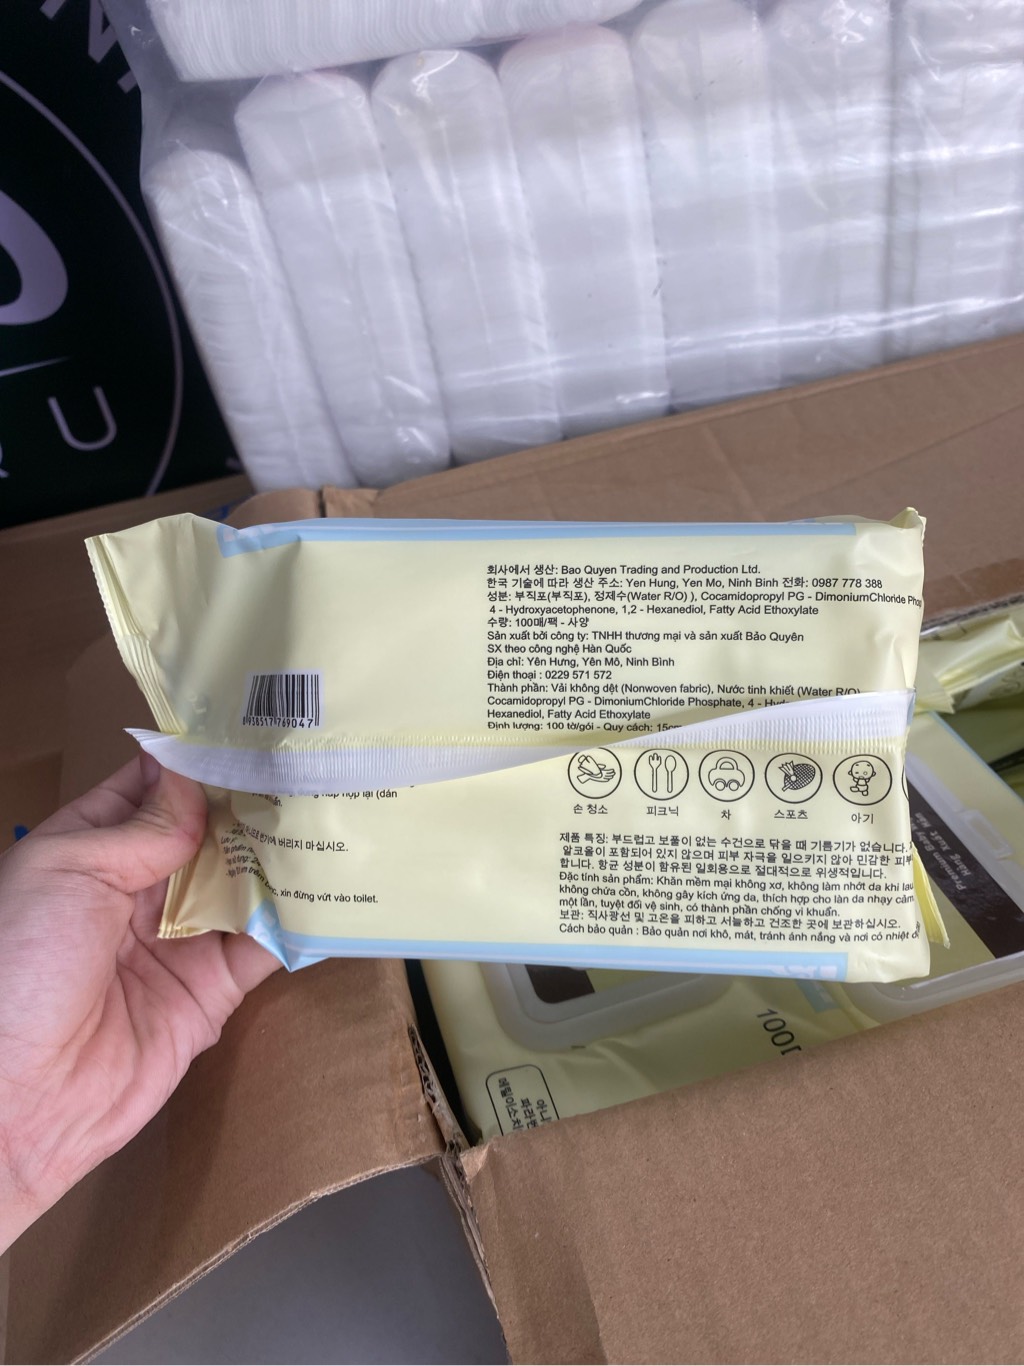 회사에서 생산: Bao Quyen Trading and Production Ltd.
한국 기술에 따라 생산 주소: Yen Hung, Yen Mo, Ninh Binh 전화: 0987 778 388
성분: 부직포(부직포), 정제수(Water R/O) ), Cocamidopropyl PG - DimoniumChloride
4 - Hydroxyacetophenone, 1,2 - Hexanediol, Fatty Acid Ethoxylate
수량: 100매/팩 - 사양
Sản xuất bởi công ty: TNHH thương mại và sản xuất Bảo Quyên
SX theo công nghệ Hàn Quốc
Địa chỉ: Yên Hưng, Yên Mô, Ninh Bình
Điện thoại : 0229 571 572
Thành phần: Vải không dệt (Nonwoven fabric), Nước tinh khiết (Water R/O)
Cocamidopropyl PG - DimoniumChloride Phosphate, 4 -
Hexanediol, Fatty Acid Ethoxylate
Định lượng: 100 tờ/gói - Quy cách:
손 청소
피크닉
차
스포츠
아기
제품 특징: 부드럽고 보풀이 없는 수건으로 닦을 때 기름기가 없습니다.
알코올이 포함되어 있지 않으며 피부 자극을 일으키지 않아 민감한
합니다. 항균 성분이 함유된 일회용으로 절대적으로 위생적입니다.
Đặc tính sản phẩm: Khăn mềm mại không xơ, không làm nhớt da khi lau
không chứa cồn, không gây kích ứng da, thích hợp cho làn da nhạy cảm
một lần, tuyệt đối vệ sinh, có thành phần chống vi khuẩn.
보관: 직사광선 및 고온을 피하고 서늘하고 건조한 곳에 보관하십시오.
Cách bảo quản : Bảo quản nơi khô, mát, tránh ánh nắng và nơi có nhiệt
lại (dán
버리지 마십시오.
xin đừng vứt vào toilet.
Premium Baby
100
U